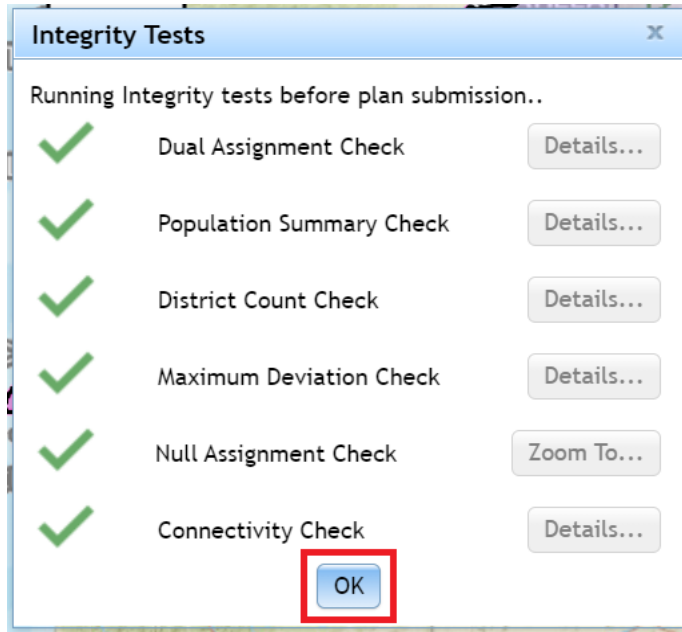 Integrity Tests x
Running Integrity tests before plan submission..
Dual Assignment Check Details...
Population Summary Check Details...
District Count Check Details...
Maximum Deviation Check Details...
Null Assignment Check Zoom To...
Connectivity Check Details...
OK